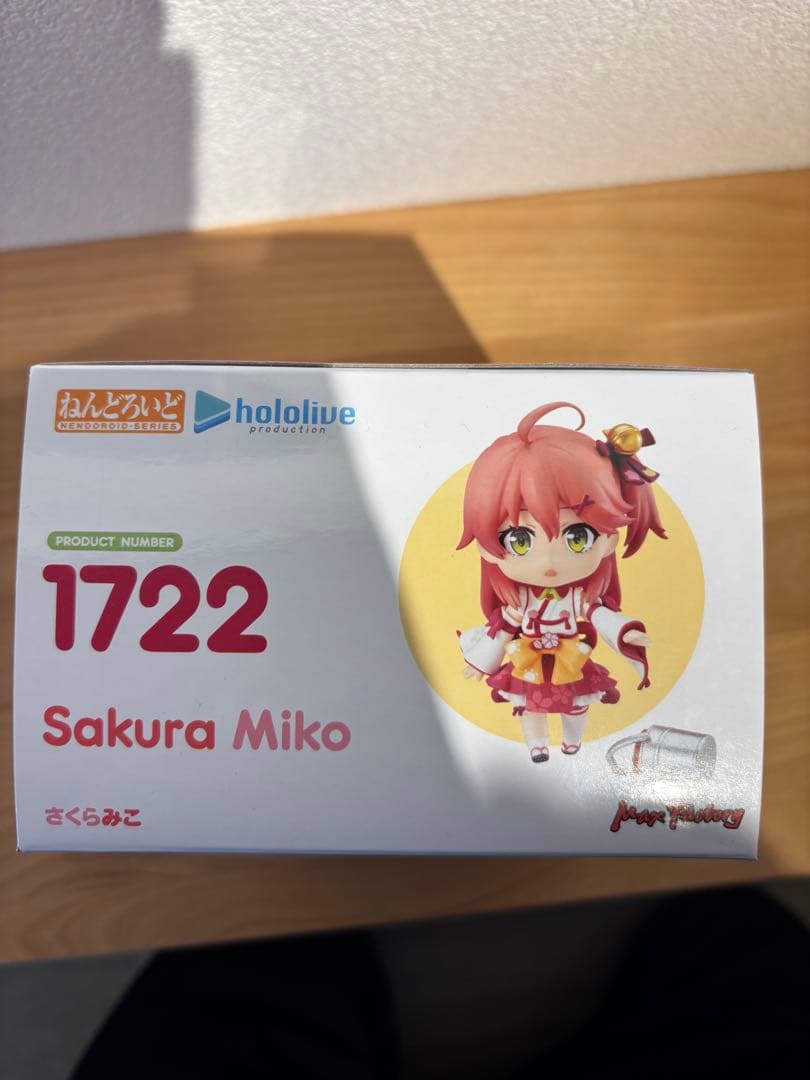 ねんどろいど
NENDOROID-SERIES
hololive
production
PRODUCT NUMBER
1722
Sakura Miko
さくらみこ
Max Factory